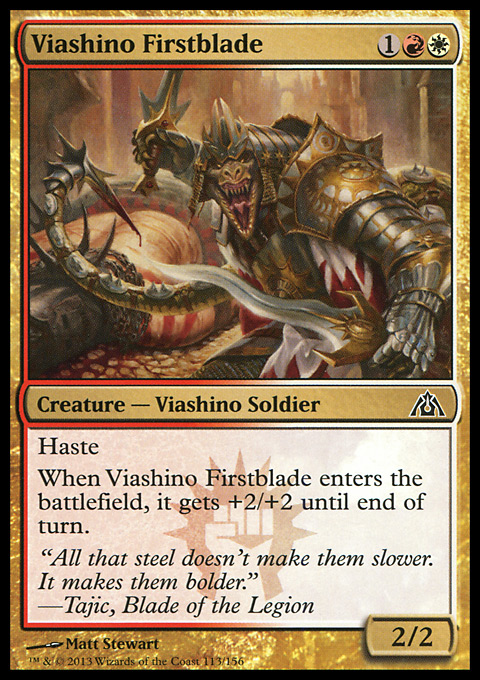 Viashino Firstblade 1
Creature — Viashino Soldier
Haste
When Viashino Firstblade enters the
battlefield, it gets +2/+2 until end of
turn.
“All that steel doesn’t make them slower.
It makes them bolder.”
—Tajic, Blade of the Legion
2/2
Matt Stewart
™ & © 2013 Wizards of the Coast 113/156